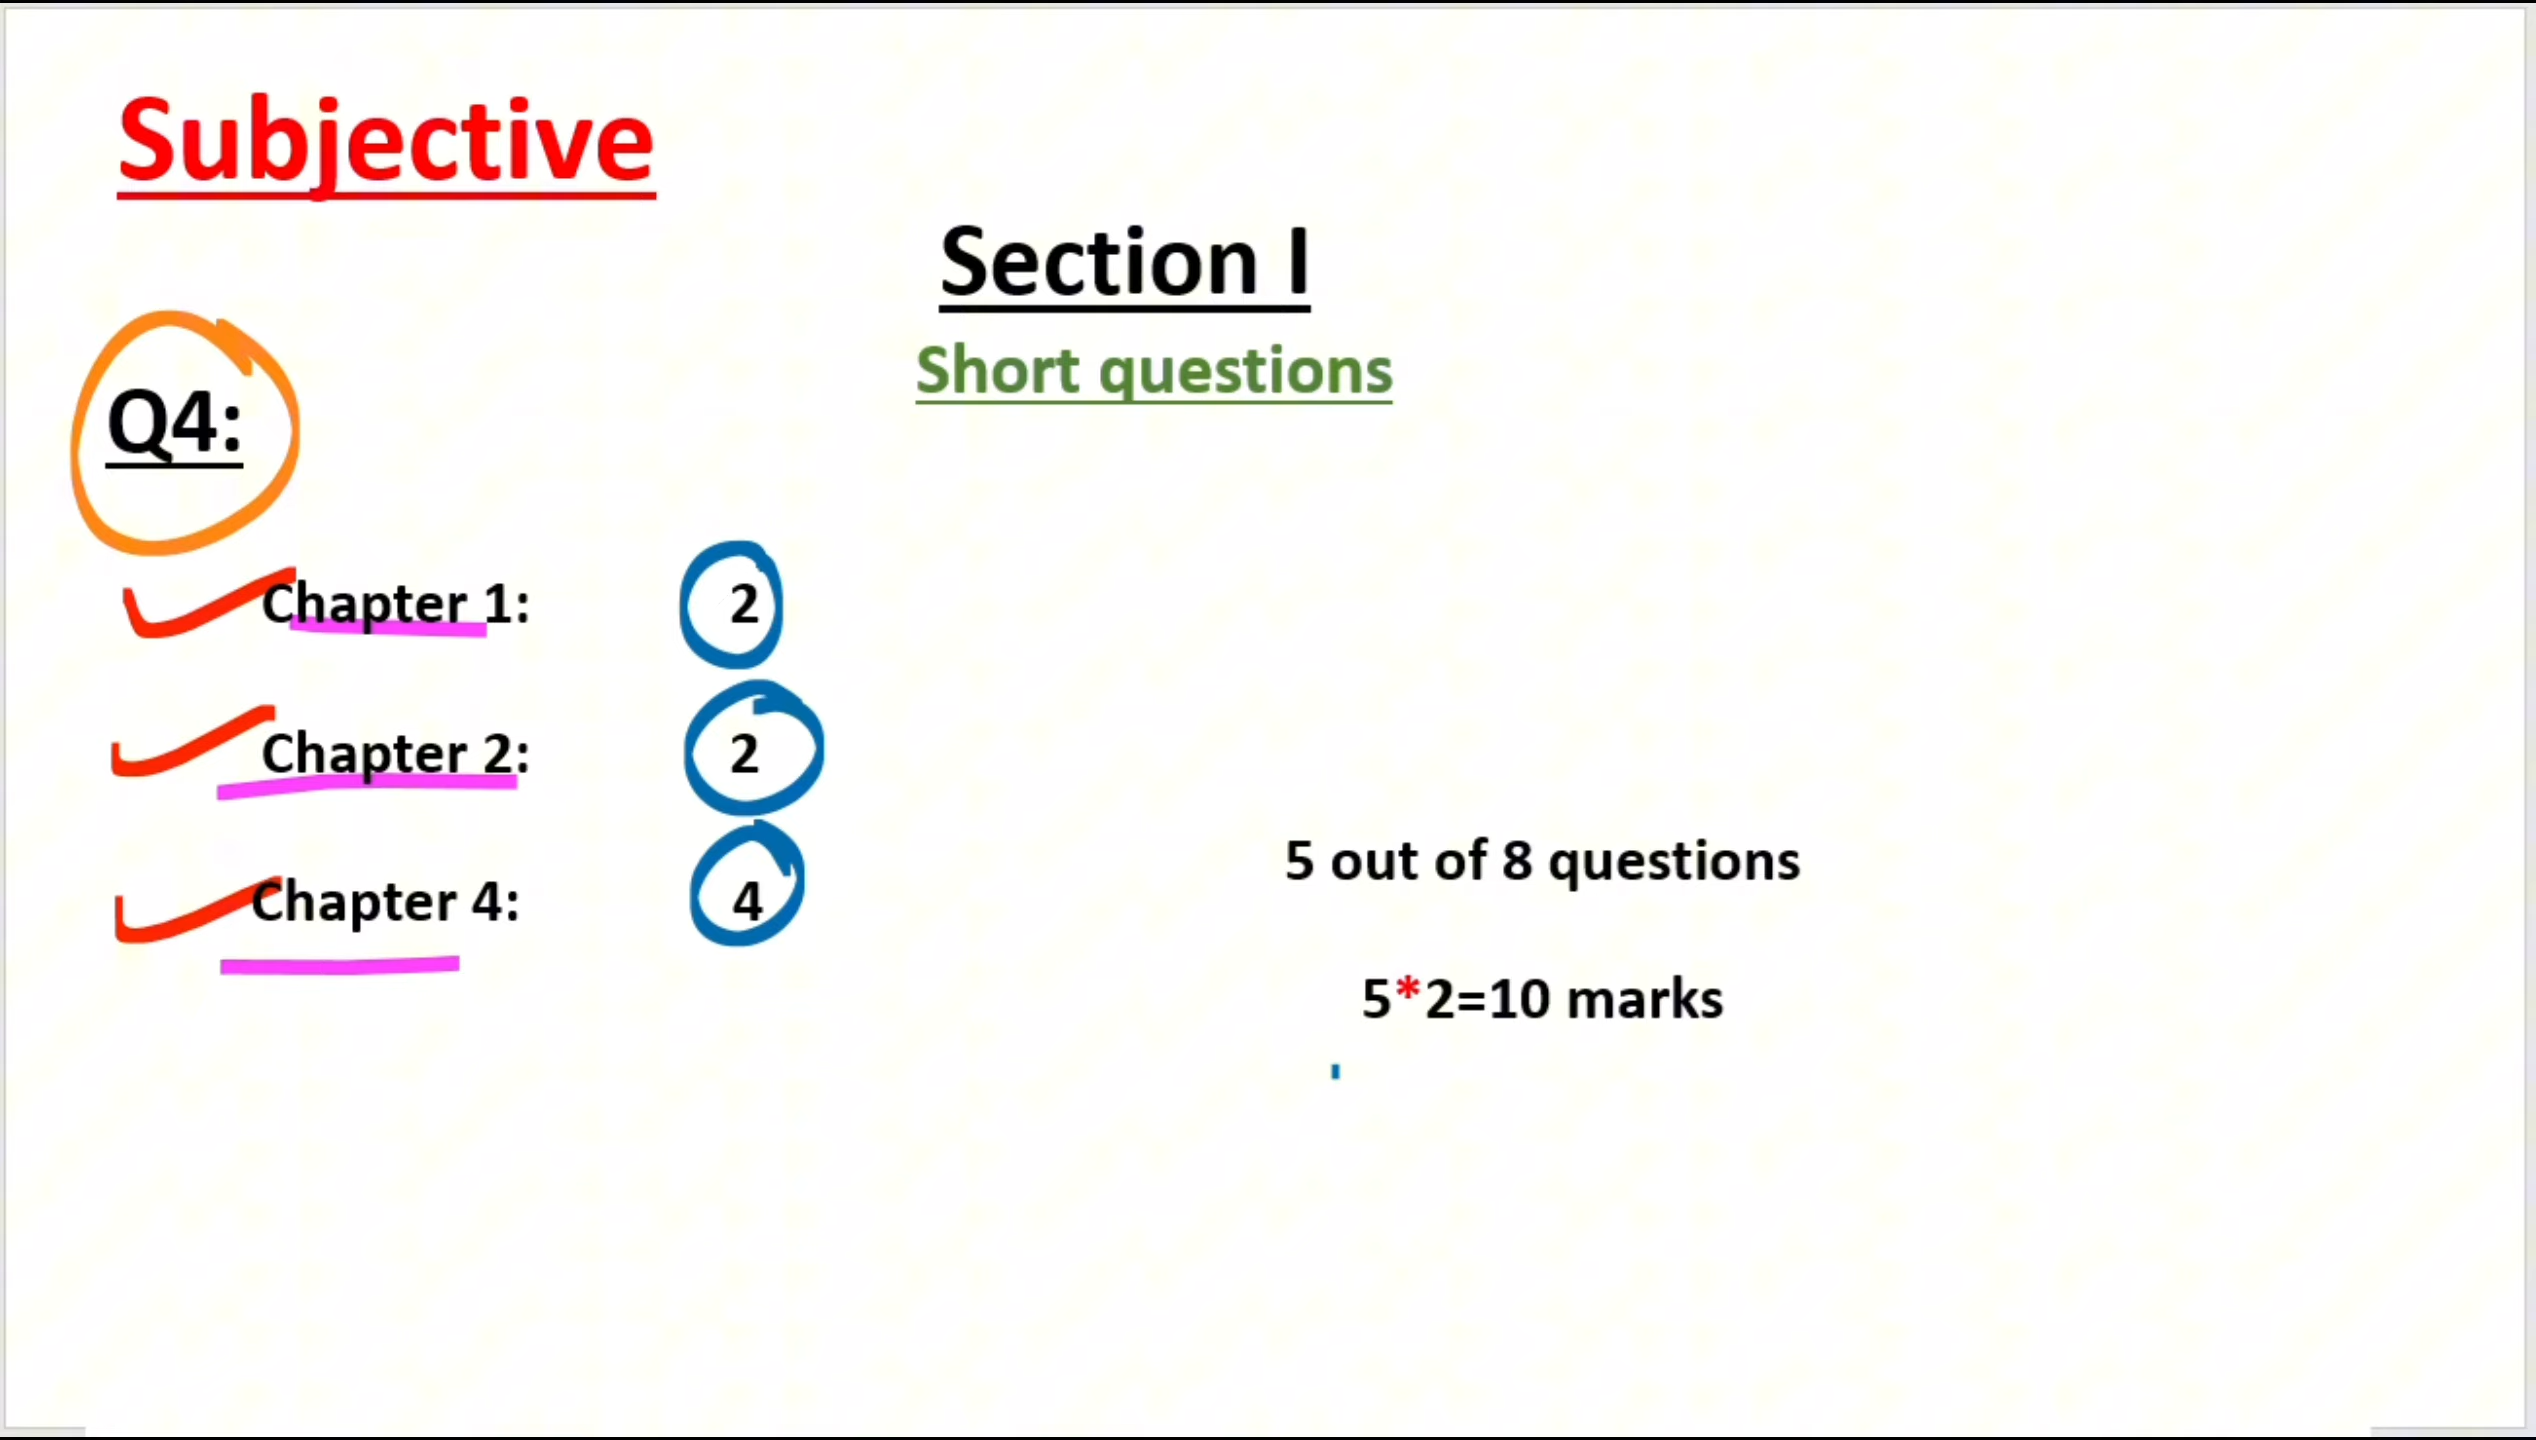 Subjective
Section I
Short questions
Q4:
Chapter 1: 2
Chapter 2: 2
Chapter 4: 4
5 out of 8 questions
5*2=10 marks